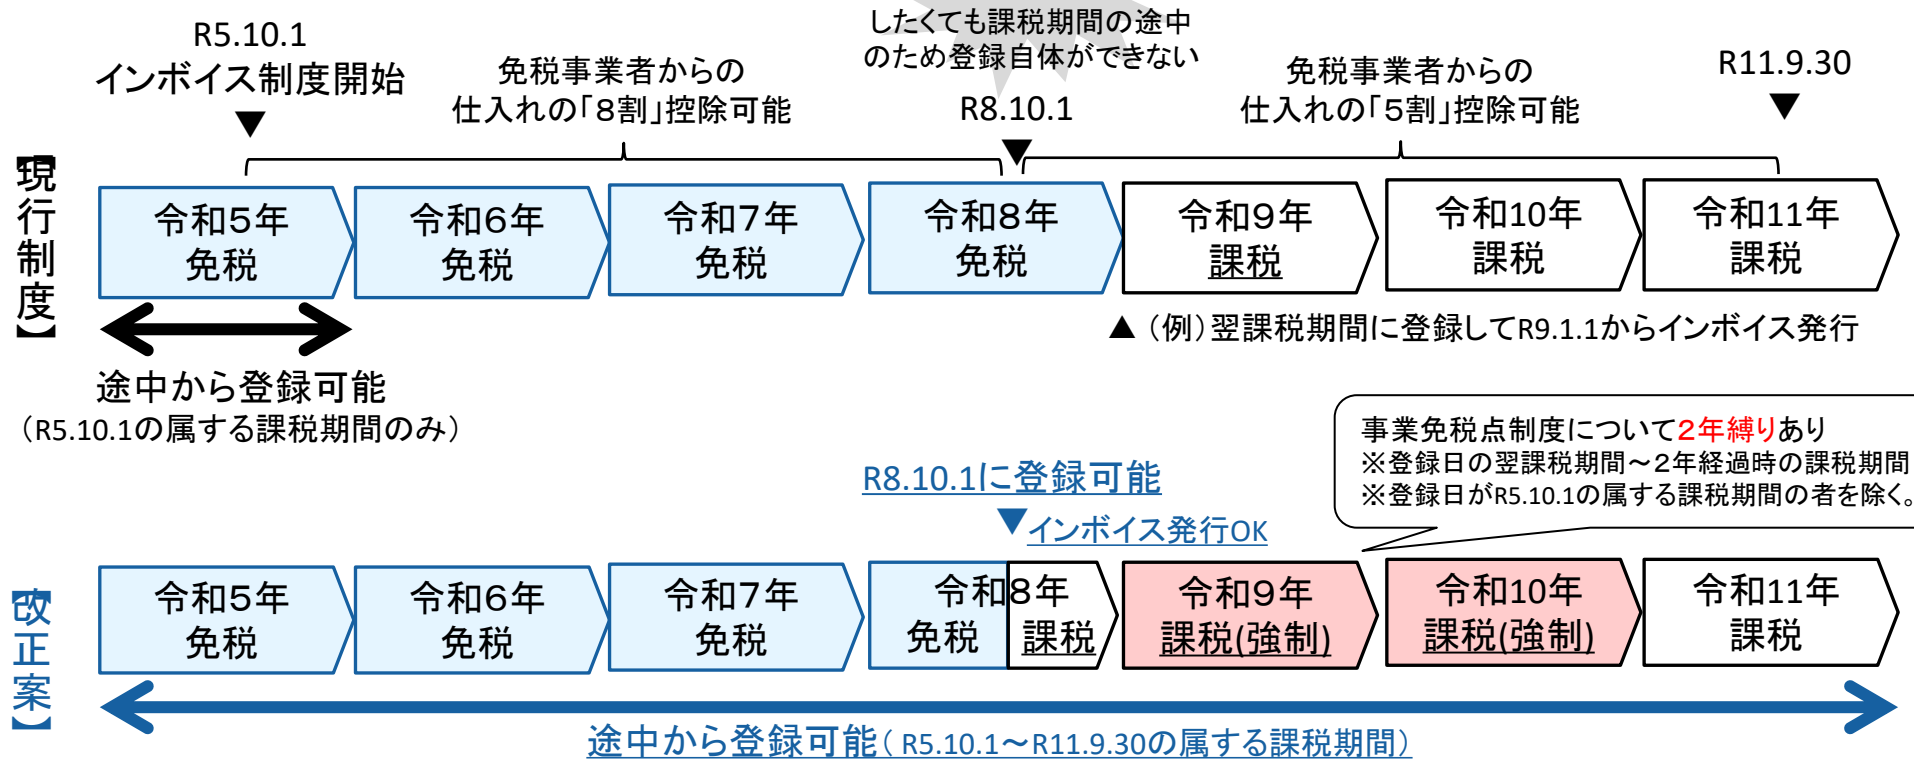 したくても課税期間の途中
のため登録自体ができない
R5.10.1
インボイス制度開始
▼
免税事業者からの
仕入れの「8割」控除可能
R8.10.1
▼
免税事業者からの
仕入れの「5割」控除可能
R11.9.30
▼
【現行制度】
令和5年
免税
令和6年
免税
令和7年
免税
令和8年
免税
令和9年
課税
令和10年
課税
令和11年
課税
▲（例）翌課税期間に登録してR9.1.1からインボイス発行
途中から登録可能
（R5.10.1の属する課税期間のみ）
事業免税点制度について2年縛りあり
※登録日の翌課税期間～2年経過時の課税期間
※登録日がR5.10.1の属する課税期間の者を除く。
R8.10.1に登録可能
▼インボイス発行OK
【改正案】
令和5年
免税
令和6年
免税
令和7年
免税
令和8年
免税 課税
令和9年
課税(強制)
令和10年
課税(強制)
令和11年
課税
途中から登録可能（R5.10.1～R11.9.30の属する課税期間）